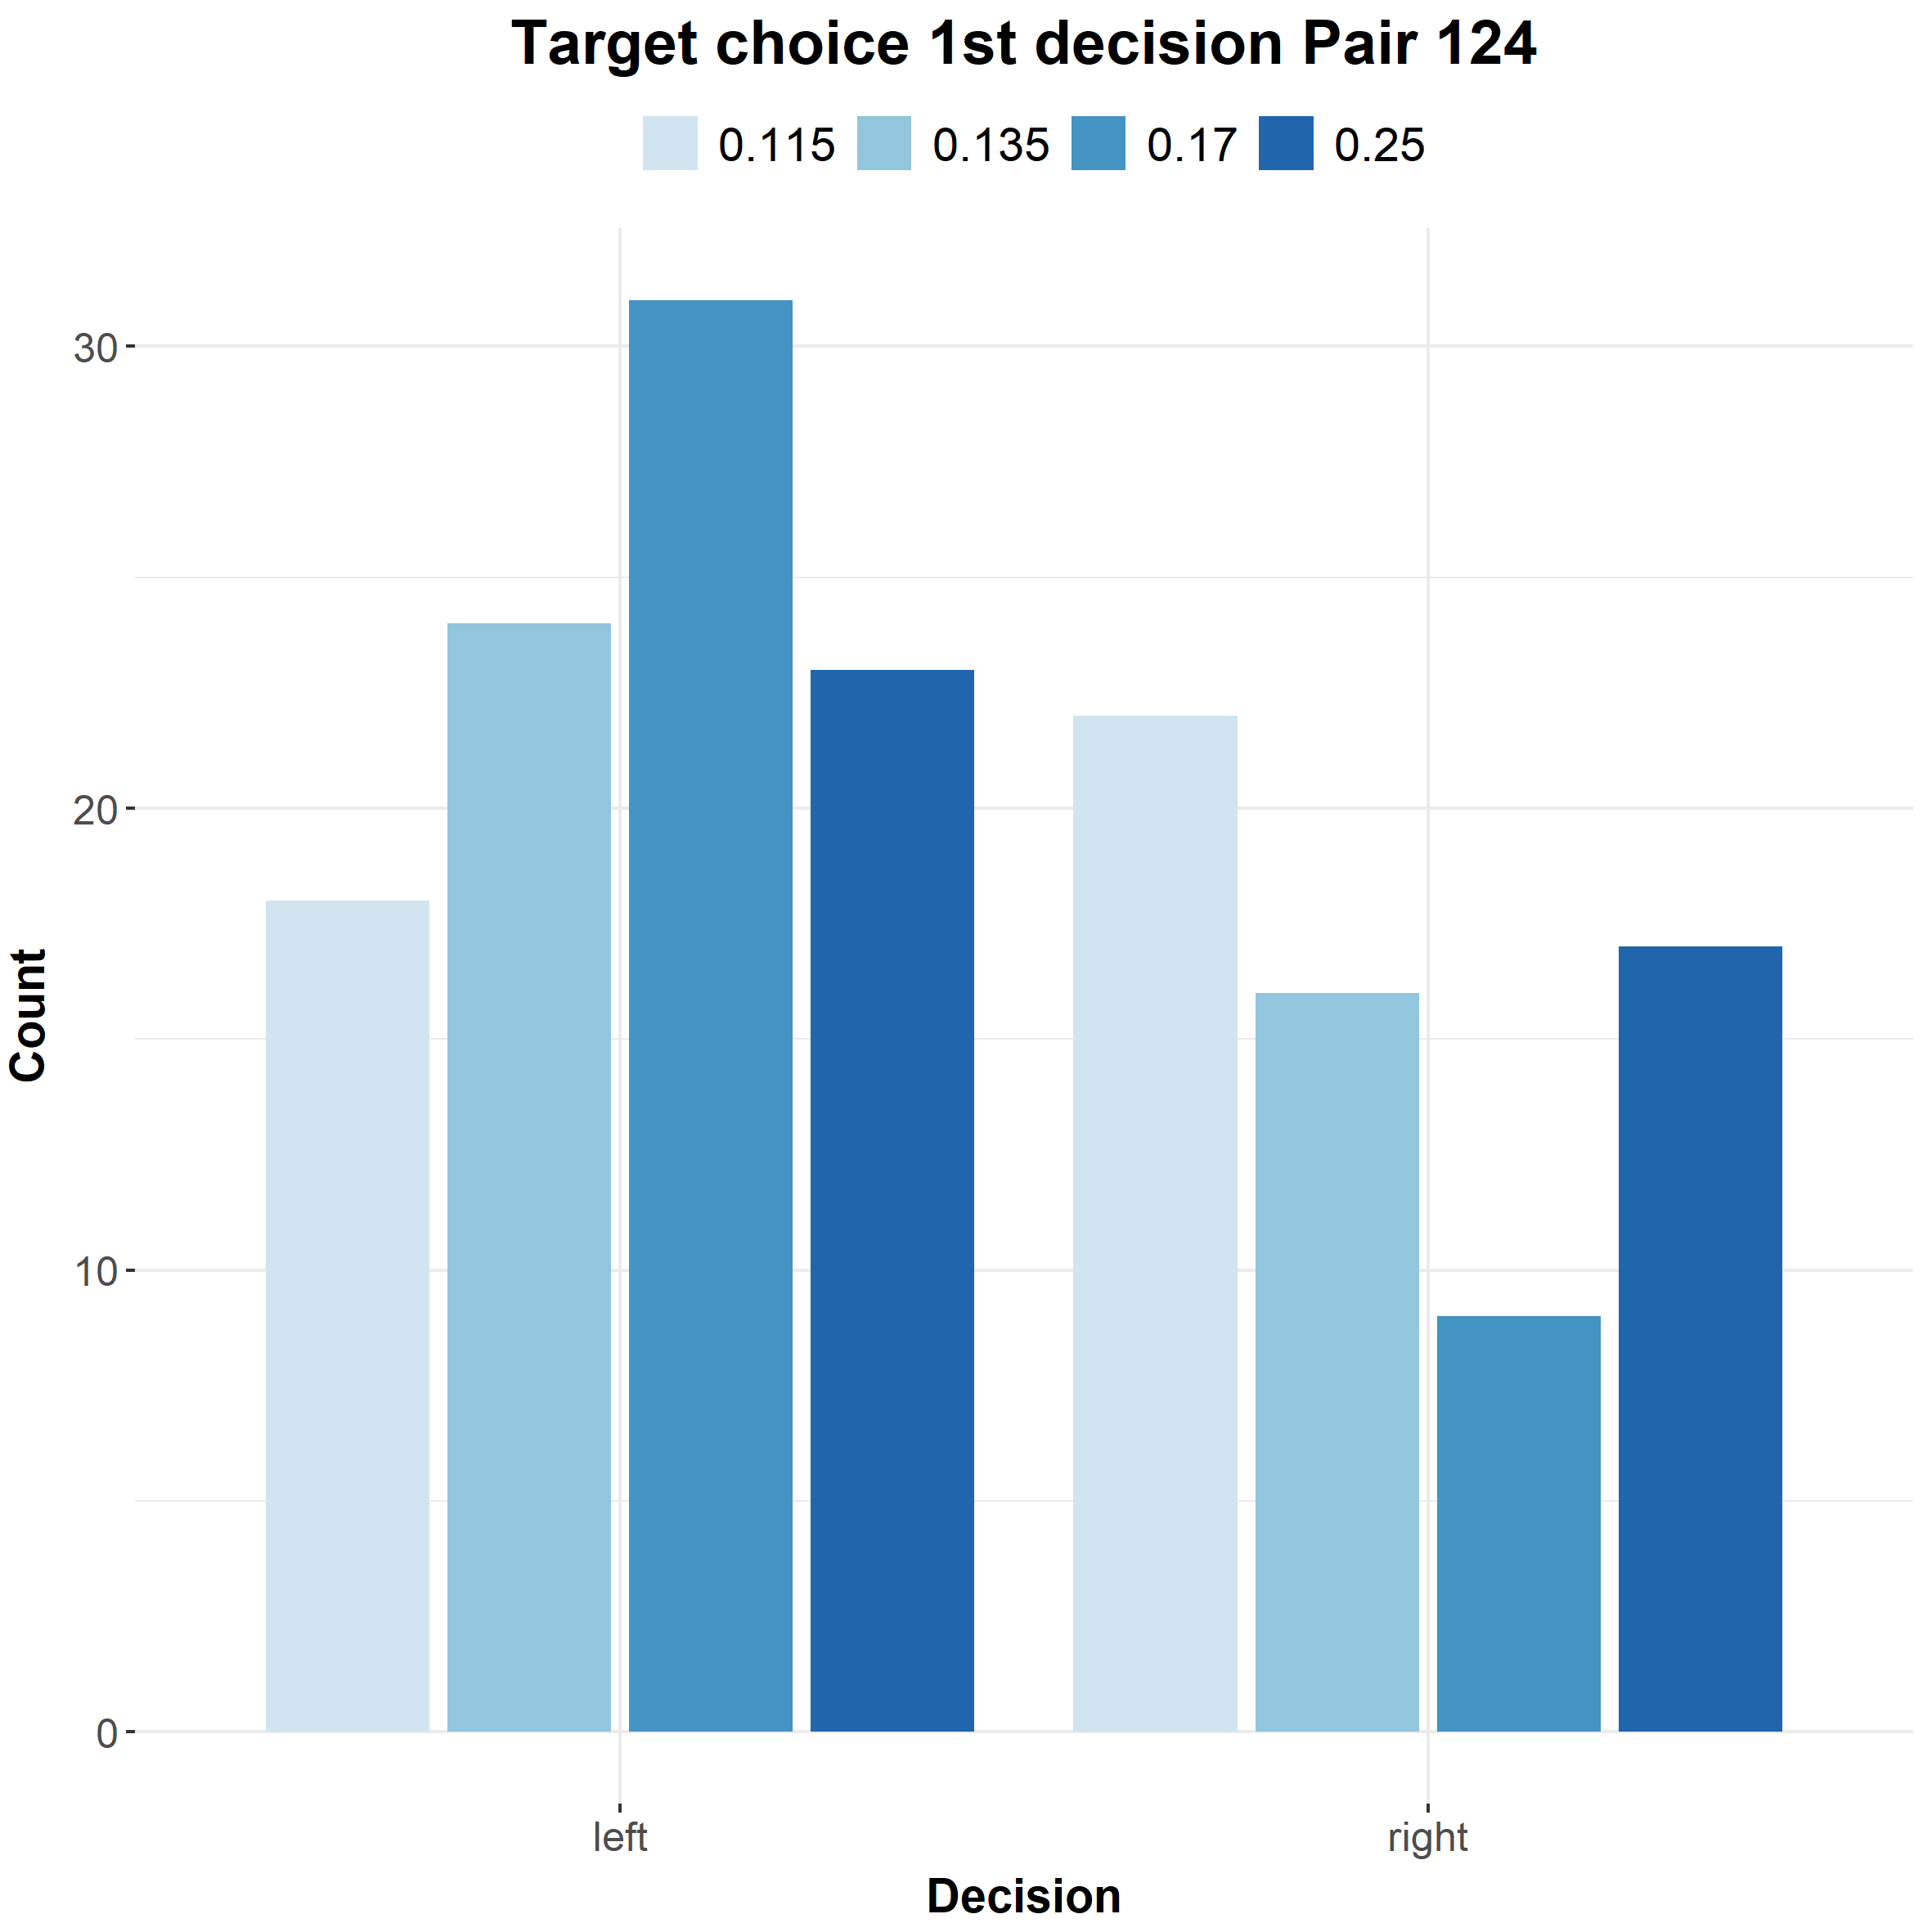 Target choice 1st decision Pair 124
0.115 0.135 0.17 0.25
30
20
10
0
Count
left right
Decision